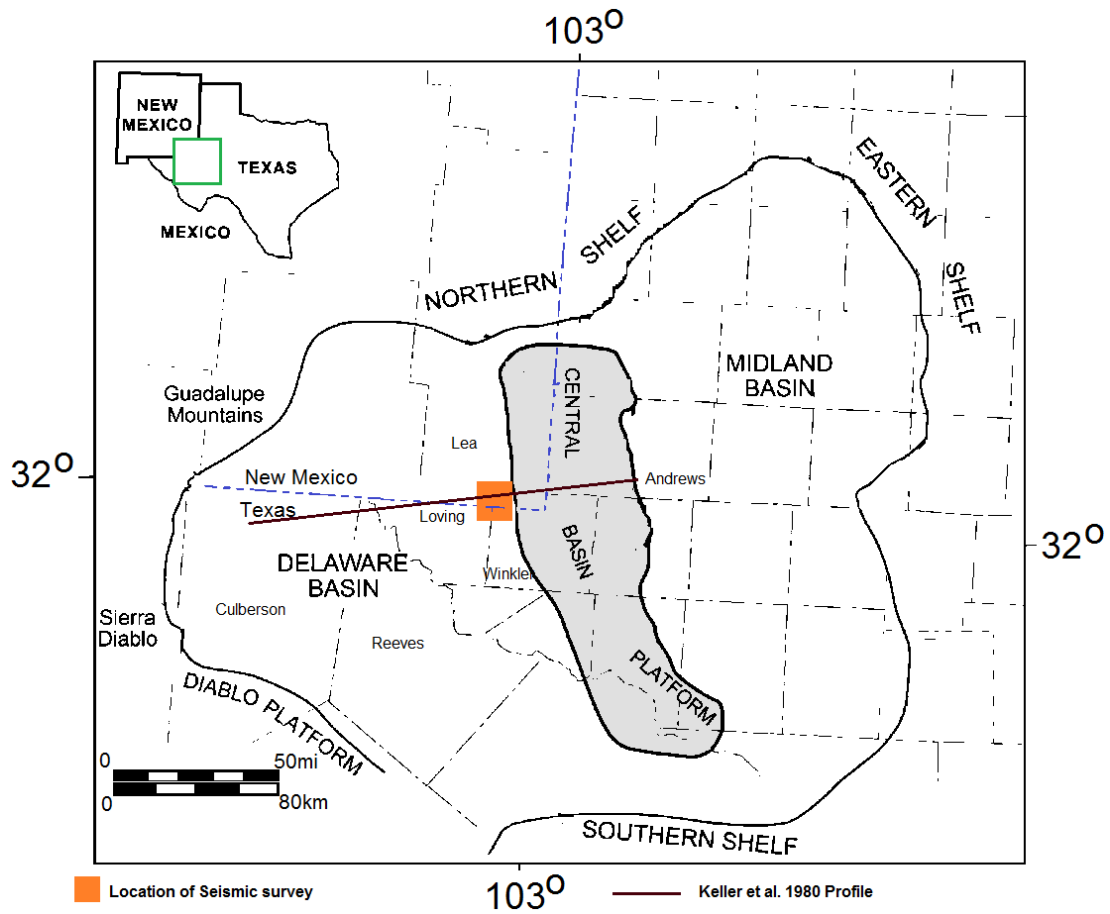 103°
NEW
MEXICO
TEXAS
MEXICO
EASTERN
SHELF
NORTHERN
SHELF
MIDLAND
BASIN
CENTRAL
BASIN
PLATFORM
Guadalupe
Mountains
Lea
32°
New Mexico
Andrews
Texas
Loving
32°
DELAWARE
BASIN
Winkler
Culberson
Sierra
Diablo
Reeves
DIABLO PLATFORM
0
50mi
0
80km
SOUTHERN SHELF
Location of Seismic survey
103°
Keller et al. 1980 Profile